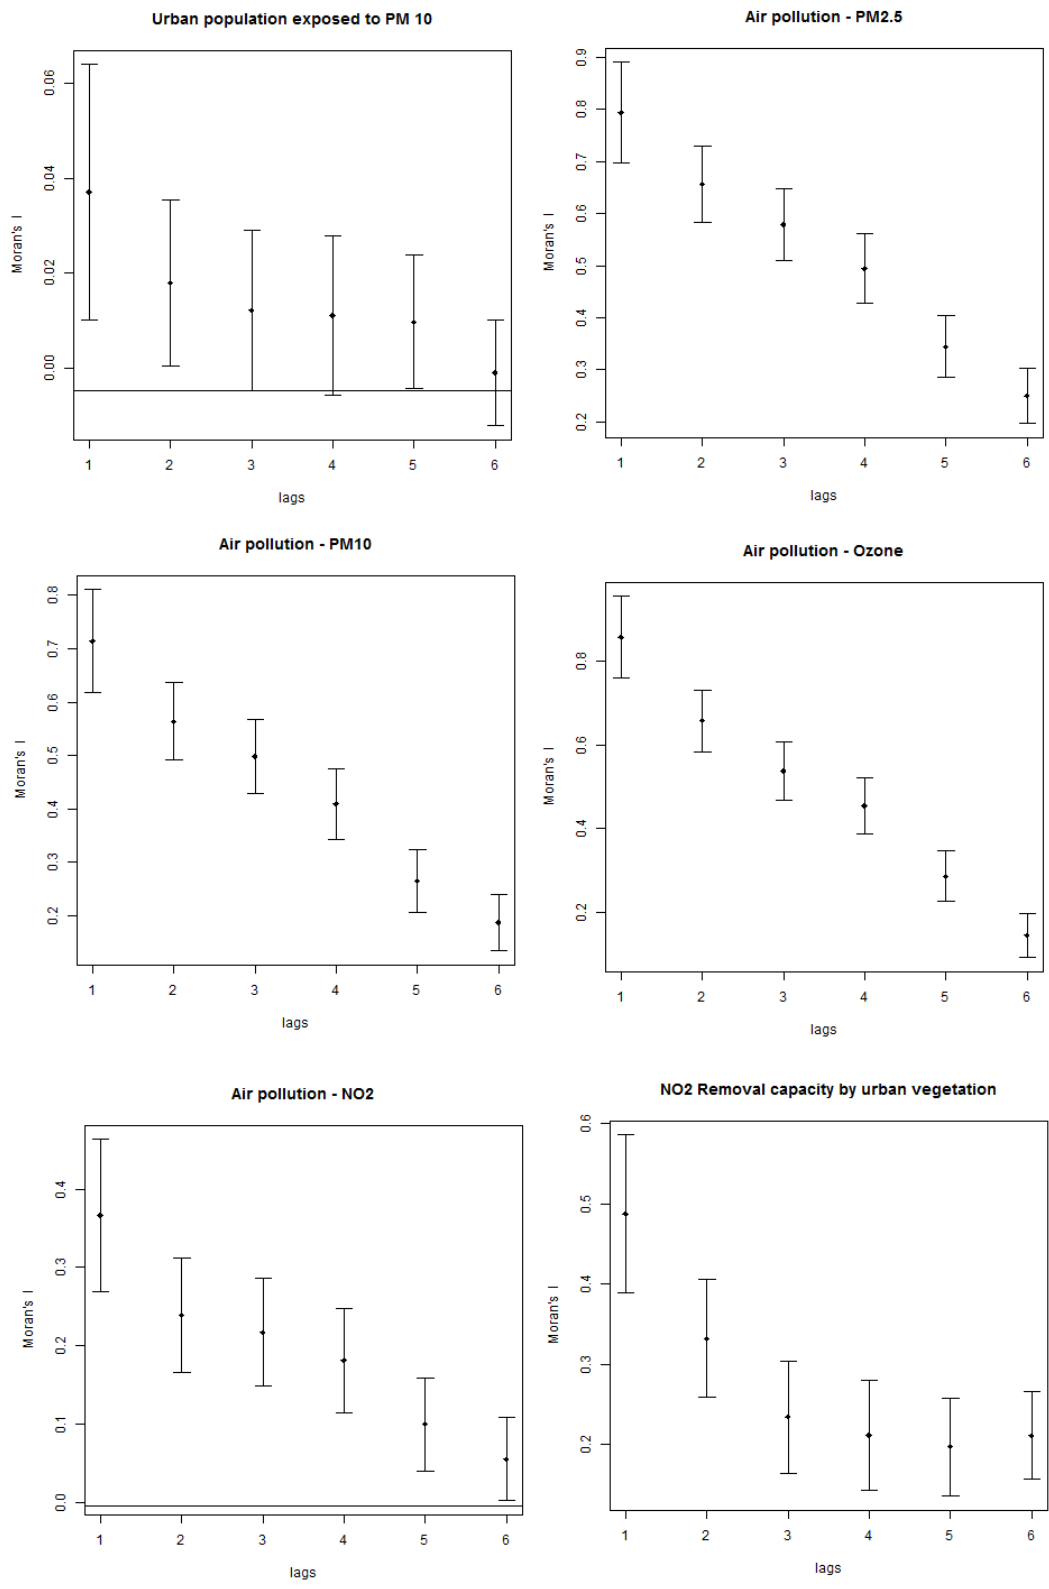 Urban population exposed to PM 10
Moran's I
0.00 0.02 0.04 0.06
1 2 3 4 5 6
lags
Air pollution - PM2.5
Moran's I
0.2 0.3 0.4 0.5 0.6 0.7 0.8 0.9
1 2 3 4 5 6
lags
Air pollution - PM10
Moran's I
0.2 0.3 0.4 0.5 0.6 0.7 0.8
1 2 3 4 5 6
lags
Air pollution - Ozone
Moran's I
0.2 0.4 0.6 0.8
1 2 3 4 5 6
lags
Air pollution - NO2
Moran's I
0.0 0.1 0.2 0.3 0.4
1 2 3 4 5 6
lags
NO2 Removal capacity by urban vegetation
Moran's I
0.2 0.3 0.4 0.5 0.6
1 2 3 4 5 6
lags